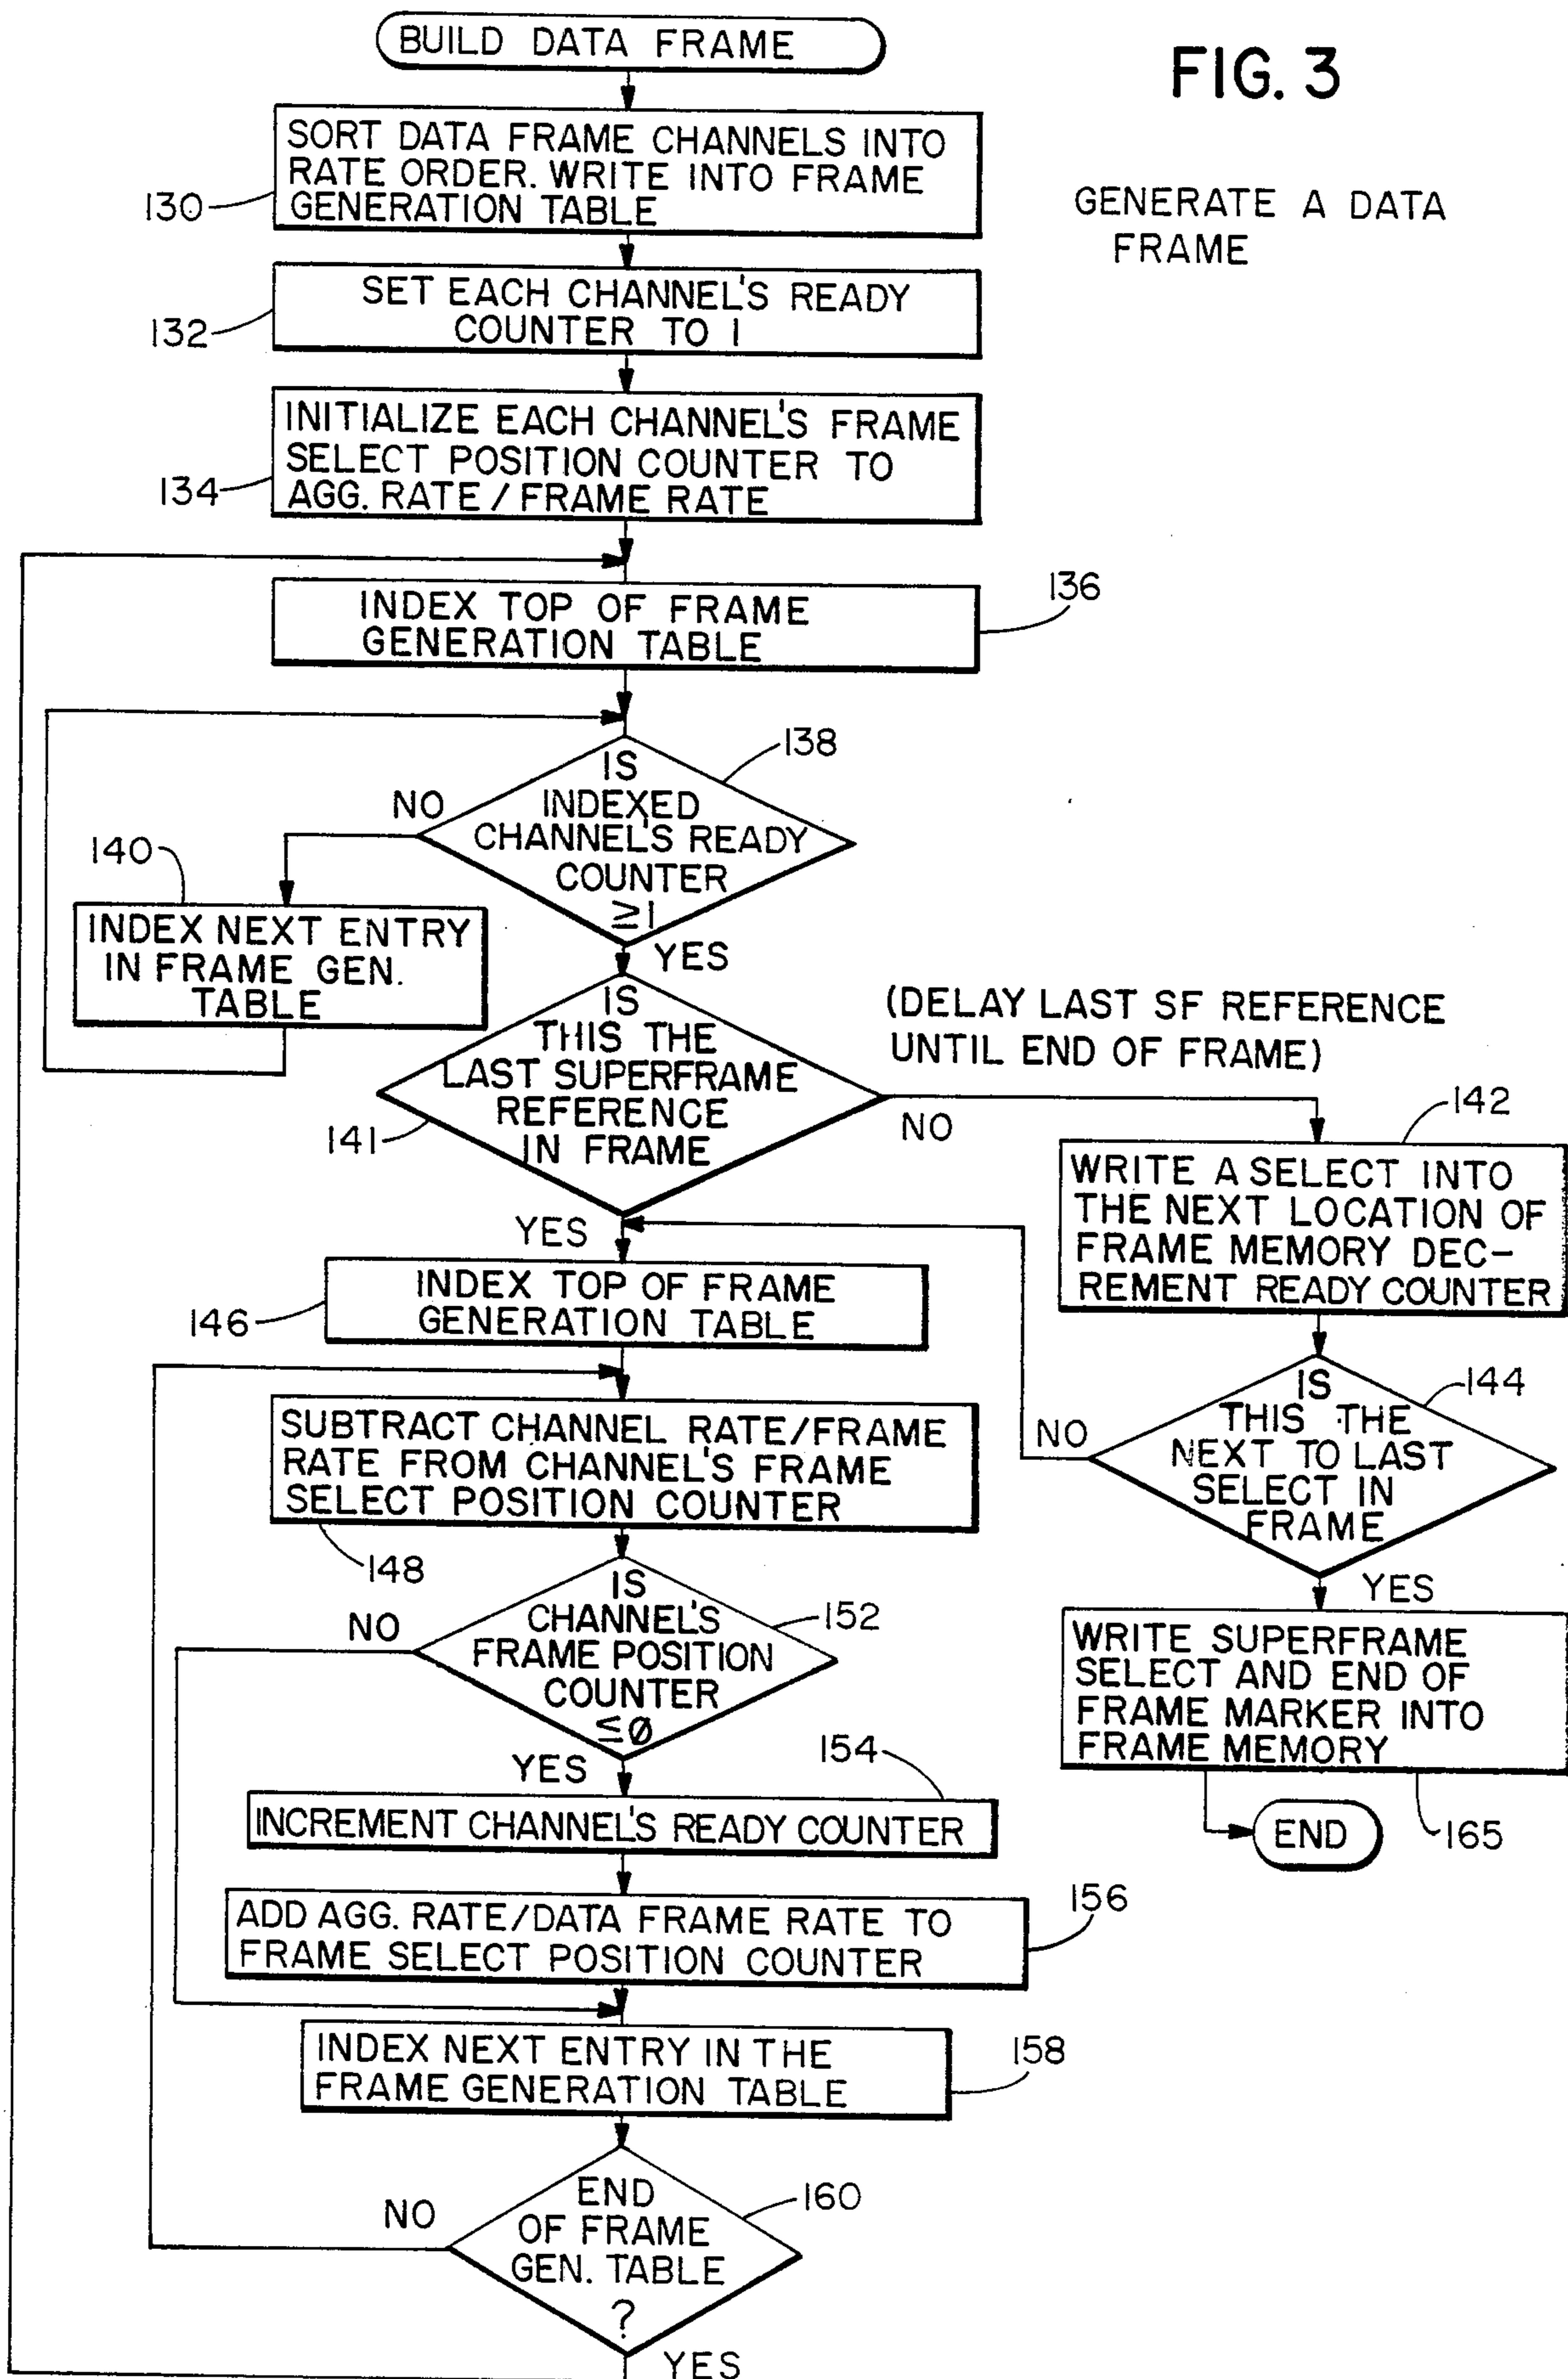 BUILD DATA FRAME
FIG. 3
GENERATE A DATA
FRAME
SORT DATA FRAME CHANNELS INTO
RATE ORDER. WRITE INTO FRAME
GENERATION TABLE
130
SET EACH CHANNEL'S READY
COUNTER TO 1
132
INITIALIZE EACH CHANNEL'S FRAME
SELECT POSITION COUNTER TO
AGG. RATE / FRAME RATE
134
INDEX TOP OF FRAME
GENERATION TABLE
136
IS
INDEXED
CHANNEL'S READY
COUNTER
≥1
138
NO
YES
140
INDEX NEXT ENTRY
IN FRAME GEN.
TABLE
IS
THIS THE
LAST SUPERFRAME
REFERENCE
IN FRAME
141
(DELAY LAST SF REFERENCE
UNTIL END OF FRAME)
NO
YES
142
WRITE A SELECT INTO
THE NEXT LOCATION OF
FRAME MEMORY DEC-
REMENT READY COUNTER
INDEX TOP OF FRAME
GENERATION TABLE
146
IS
THIS THE
NEXT TO LAST
SELECT IN
FRAME
144
NO
YES
SUBTRACT CHANNEL RATE/FRAME
RATE FROM CHANNEL'S FRAME
SELECT POSITION COUNTER
148
IS
CHANNEL'S
FRAME POSITION
COUNTER
≤Ø
152
NO
YES
WRITE SUPERFRAME
SELECT AND END OF
FRAME MARKER INTO
FRAME MEMORY
165
END
154
INCREMENT CHANNEL'S READY COUNTER
ADD AGG. RATE/DATA FRAME RATE TO
FRAME SELECT POSITION COUNTER
156
INDEX NEXT ENTRY IN THE
FRAME GENERATION TABLE
158
END
OF FRAME
GEN. TABLE
?
160
NO
YES